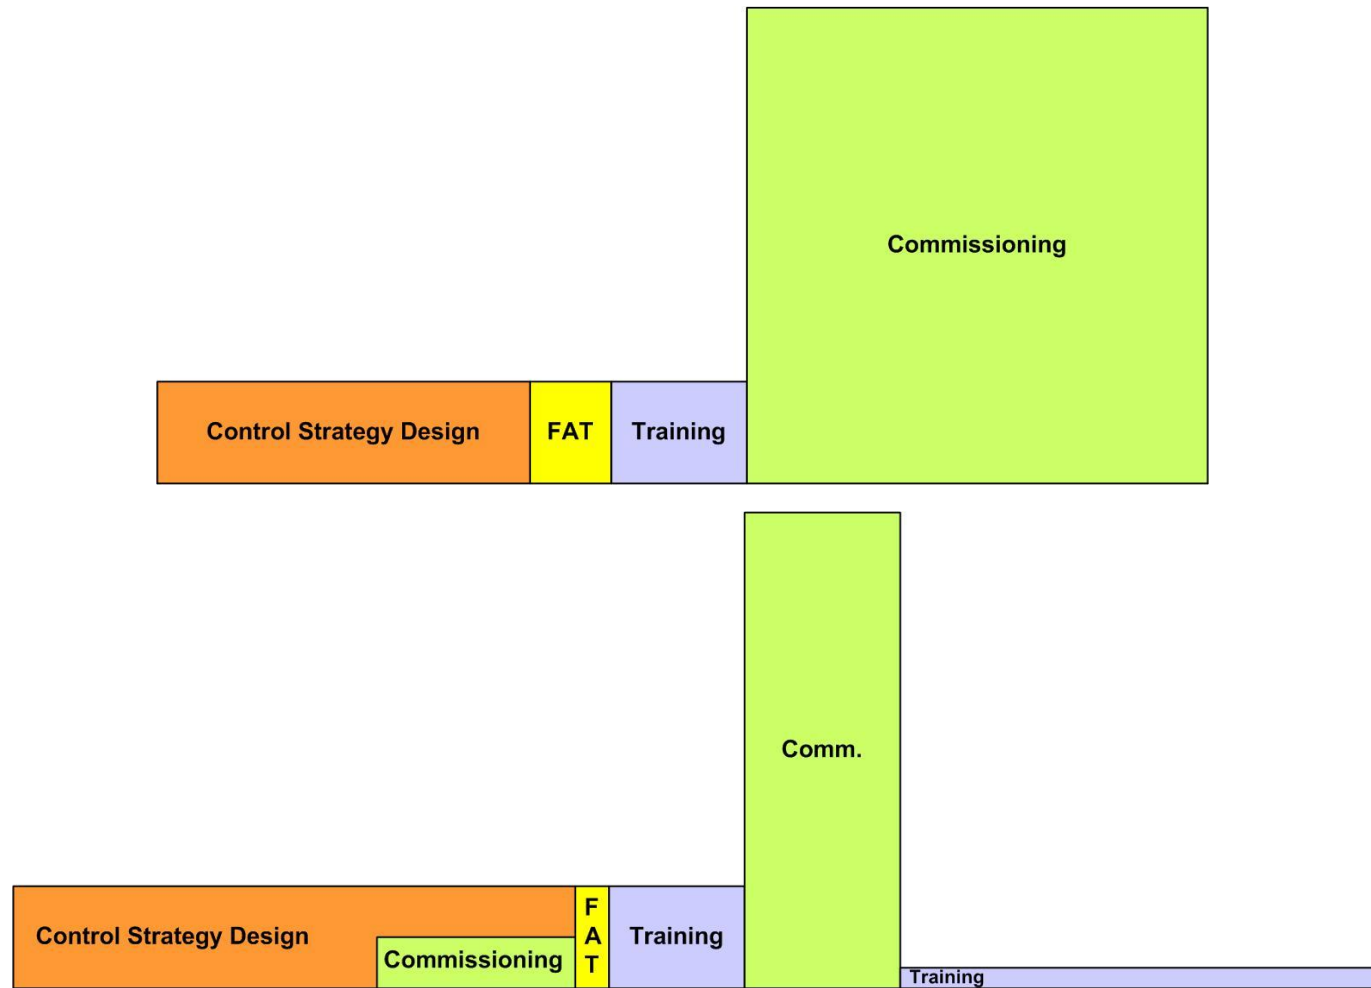 Commissioning
Control Strategy Design
FAT
Training
Comm.
Control Strategy Design
Commissioning
F
A
T
Training
Training